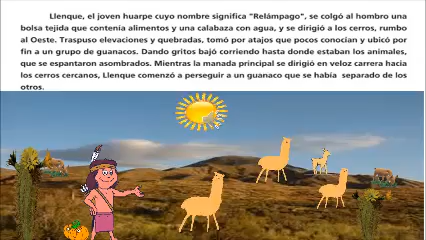 Llenque, el joven huarpe cuyo nombre significa "Relámpago", se colgó al hombro una
bolsa tejida que contenía alimentos y una calabaza con agua, y se dirigió a los cerros, rumbo
al Oeste. Traspuso elevaciones y quebradas, tomó por atajos que pocos conocían y ubicó por
fin a un grupo de guanacos. Dando gritos bajó corriendo hasta donde estaban los animales,
que se espantaron asombrados. Mientras la manada principal se dirigió en veloz carrera hacia
los cerros cercanos, Llenque comenzó a perseguir a un guanaco que se había separado de los
otros.